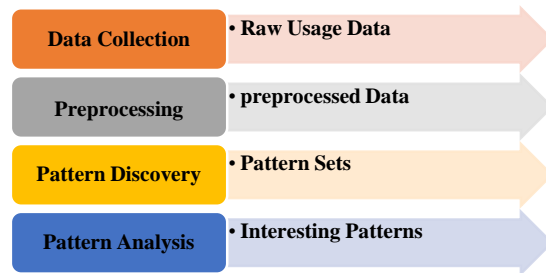 Data Collection
• Raw Usage Data
Preprocessing
• preprocessed Data
Pattern Discovery
• Pattern Sets
Pattern Analysis
• Interesting Patterns